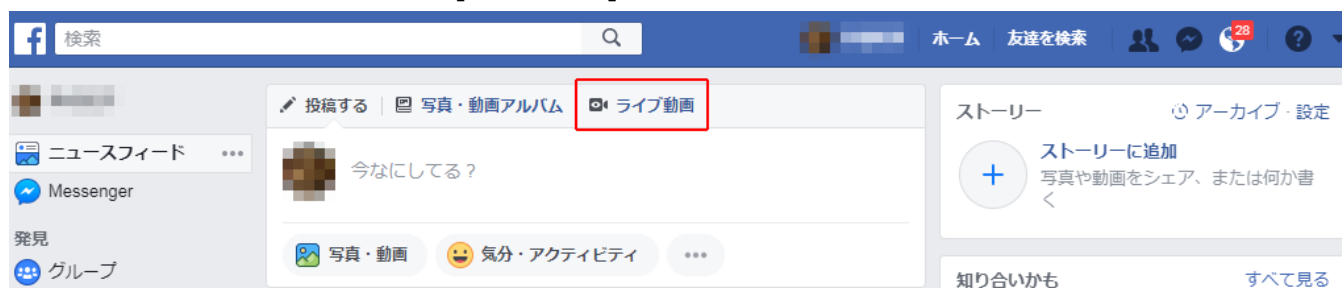 f 検索 ホーム 友達を検索 28 ?
投稿する 写真・動画アルバム ライブ動画
今なにしてる？
写真・動画 気分・アクティビティ
ニュースフィード
Messenger
発見
グループ
ストーリー アーカイブ · 設定
ストーリーに追加
写真や動画をシェア、または何か書
く
知り合いかも すべて見る